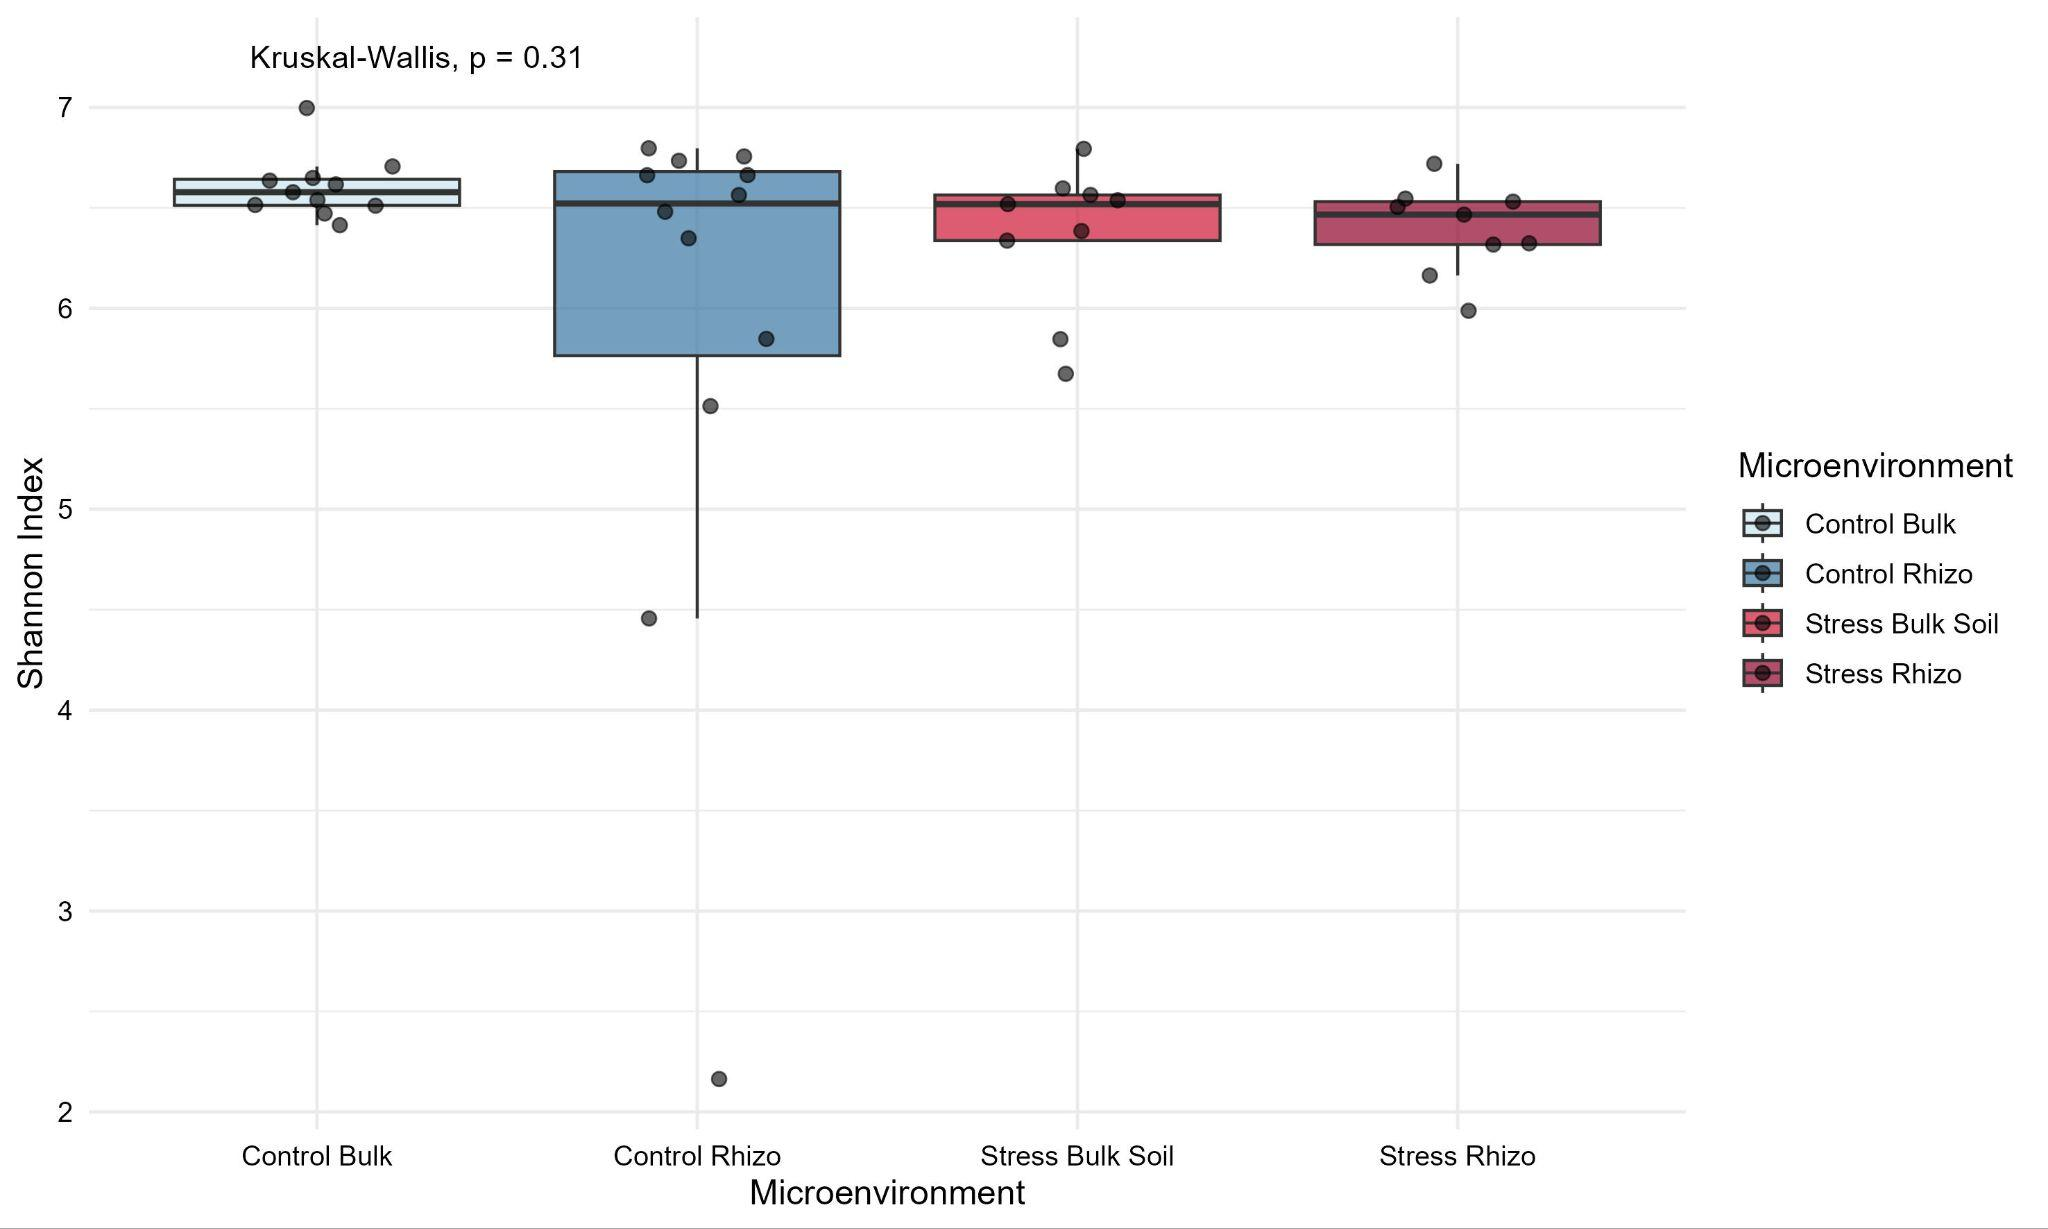 Kruskal-Wallis, p = 0.31
7
6
5
4
3
2
Shannon Index
Control Bulk
Control Rhizo
Stress Bulk Soil
Stress Rhizo
Microenvironment
Microenvironment
Control Bulk
Control Rhizo
Stress Bulk Soil
Stress Rhizo